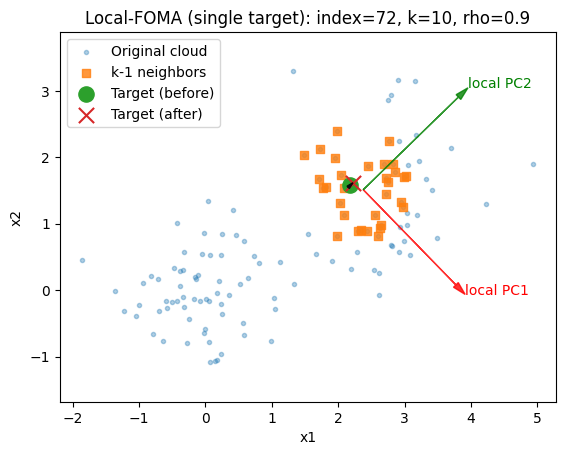 Local-FOMA (single target): index=72, k=10, rho=0.9
Original cloud
k-1 neighbors
Target (before)
Target (after)
local PC2
local PC1
x2
3
2
1
0
−1
−2
−1
0
1
2
3
4
5
x1